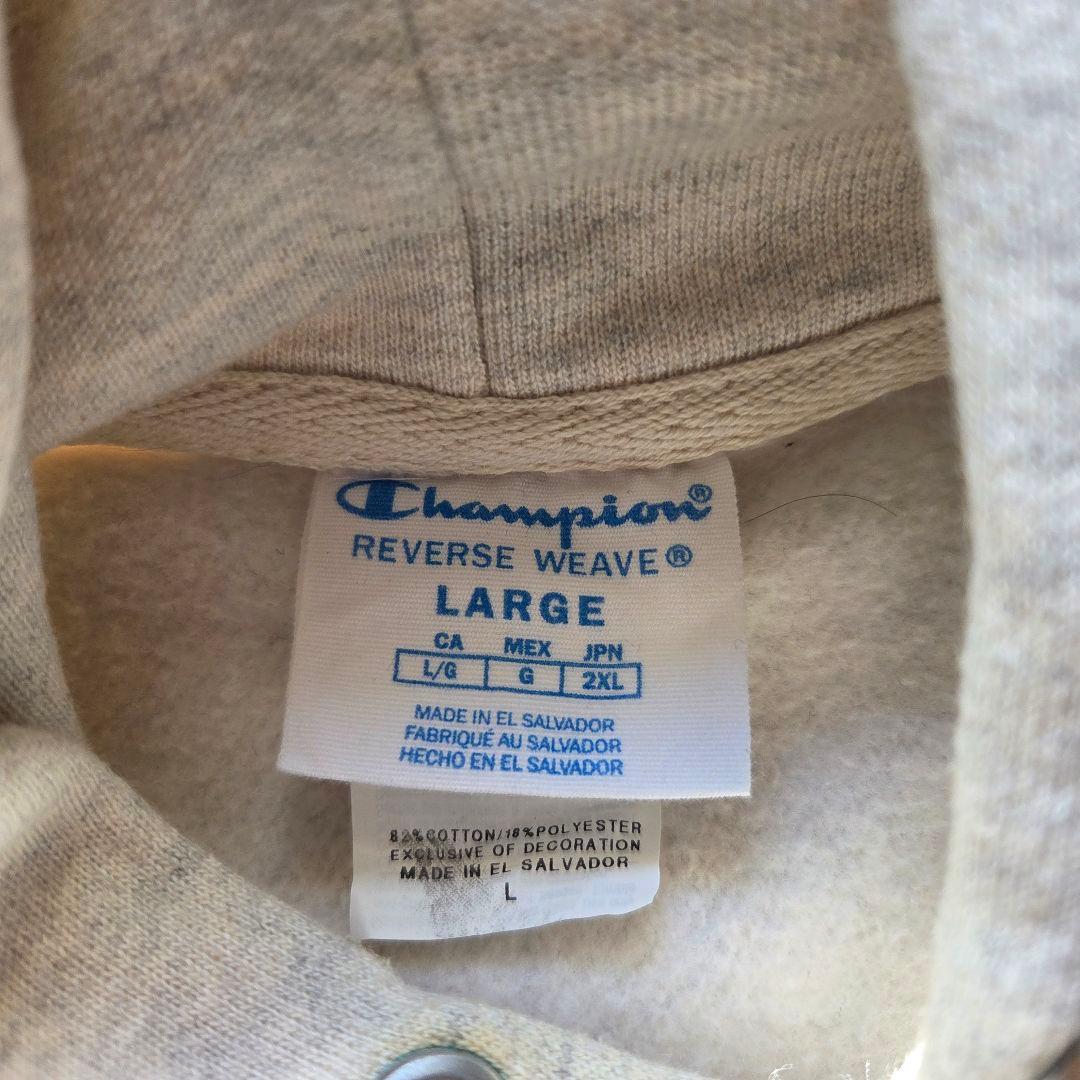 Champion®
REVERSE WEAVE®
LARGE
CA MEX JPN
L/G G 2XL
MADE IN EL SALVADOR
FABRIQUÉ AU SALVADOR
HECHO EN EL SALVADOR
82%COTTON/18%POLYESTER
EXCLUSIVE OF DECORATION
MADE IN EL SALVADOR
L